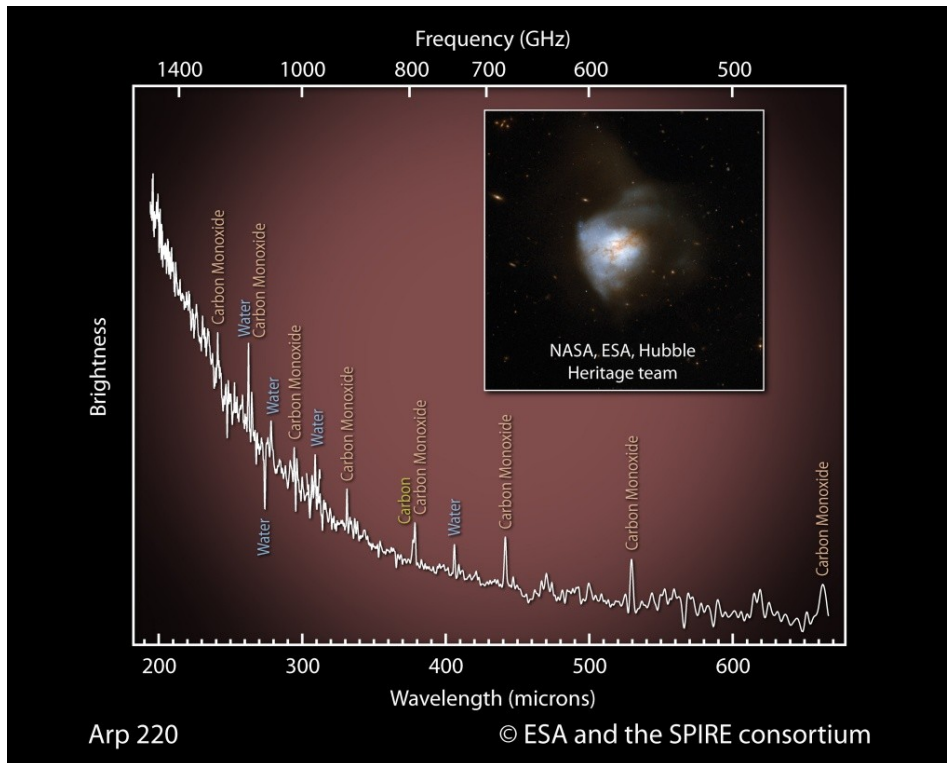 Frequency (GHz)
1400 1000 800 700 600 500
Brightness
Carbon Monoxide
Water
Carbon Monoxide
Water
Water
Carbon Monoxide
Water
Carbon Monoxide
Carbon
Carbon Monoxide
Water
Carbon Monoxide
Carbon Monoxide
Carbon Monoxide
NASA, ESA, Hubble
Heritage team
200 300 400 500 600
Wavelength (microns)
Arp 220
© ESA and the SPIRE consortium